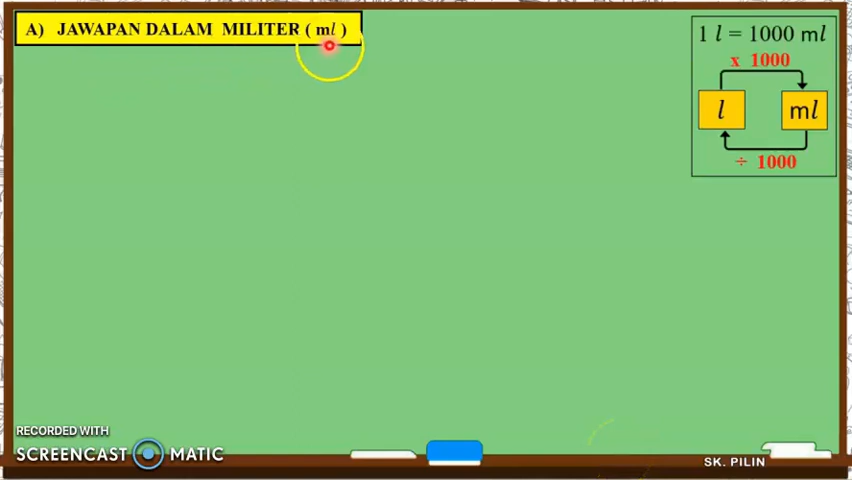 A) JAWAPAN DALAM MILITER ( ml )
1 l = 1000 ml
x 1000
l
ml
÷ 1000
RECORDED WITH
SCREENCAST MATIC
SK. PILIN